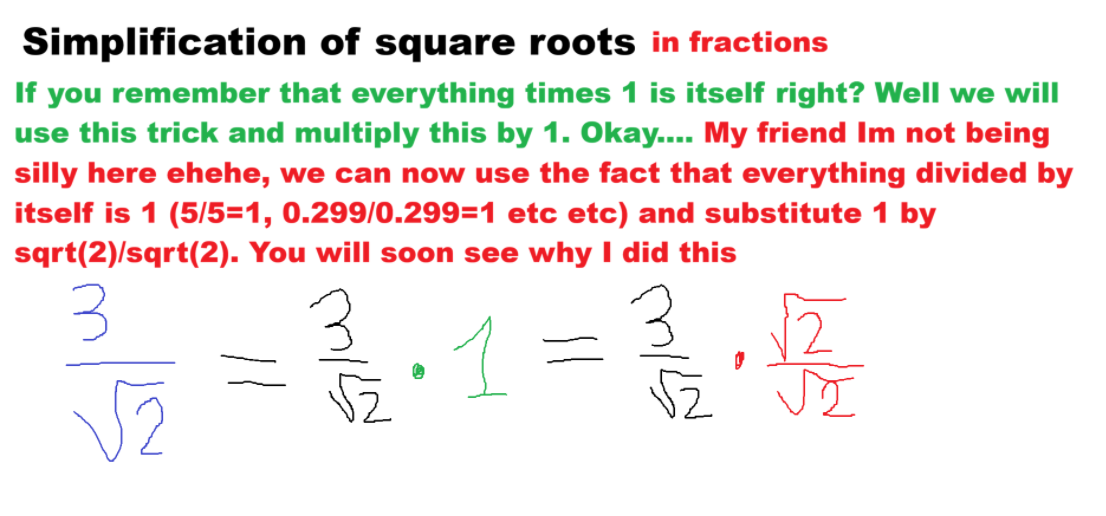 Simplification of square roots in fractions
If you remember that everything times 1 is itself right? Well we will
use this trick and multiply this by 1. Okay.... My friend Im not being
silly here ehehe, we can now use the fact that everything divided by
itself is 1 (5/5=1, 0.299/0.299=1 etc etc) and substitute 1 by
sqrt(2)/sqrt(2). You will soon see why I did this
3/√2 = 3/√2 · 1 = 3/√2 · √2/√2